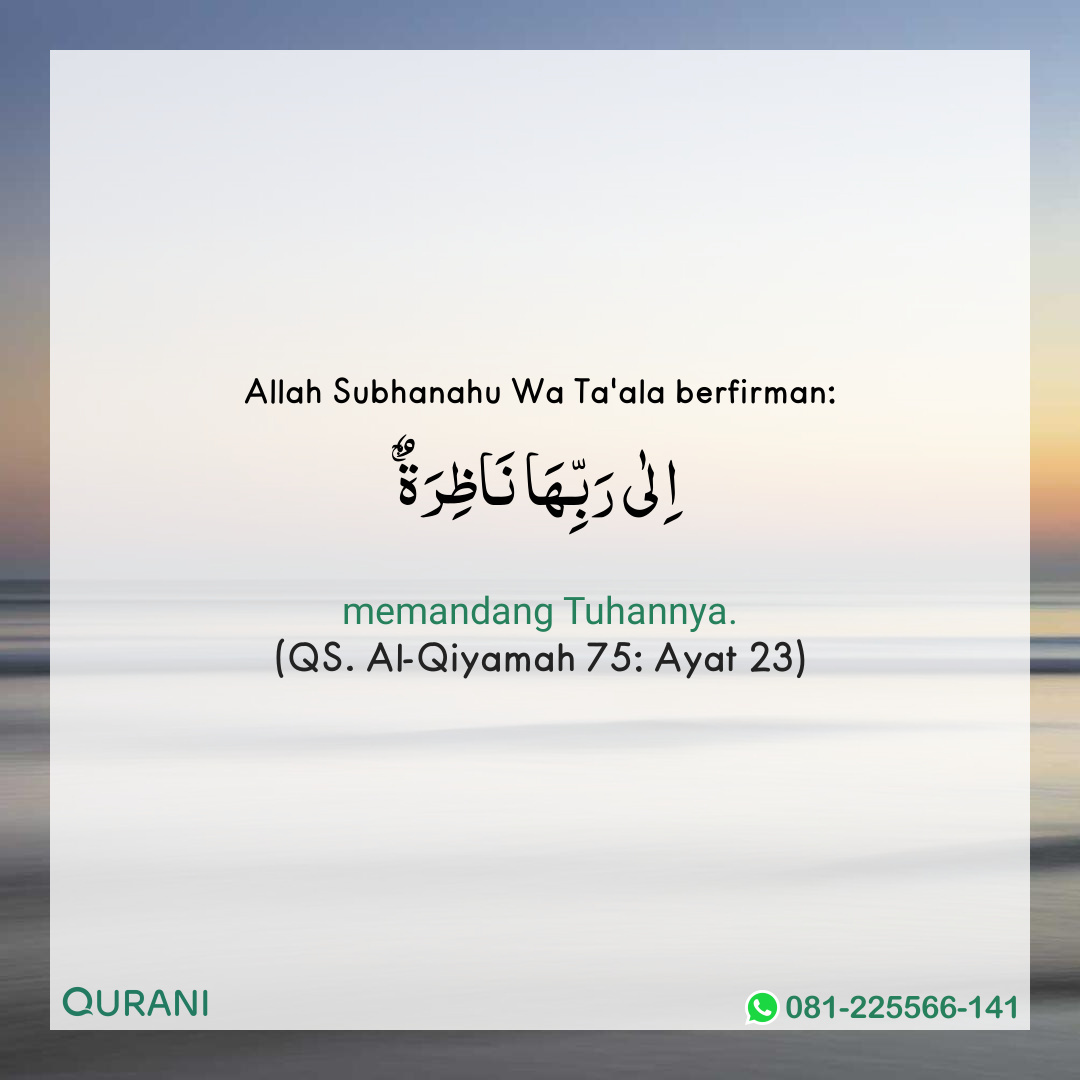 Allah Subhanahu Wa Ta'ala berfirman:
اِلٰى رَبِّهَا نَاظِرَةٌ ۚ
memandang Tuhannya.
(QS. Al-Qiyamah 75: Ayat 23)
QURANI
081-225566-141